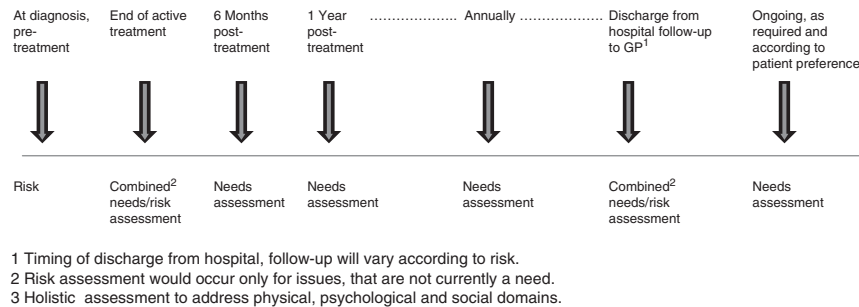 At diagnosis,
pre-
treatment
End of active
treatment
6 Months
post-
treatment
1 Year
post-
treatment
.................... Annually ....................
Discharge from
hospital follow-up
to GP1
Ongoing, as
required and
according to
patient preference
Risk
Combined2
needs/risk
assessment
Needs
assessment
Needs
assessment
Needs
assessment
Combined2
needs/risk
assessment
Needs
assessment
1 Timing of discharge from hospital, follow-up will vary according to risk.
2 Risk assessment would occur only for issues, that are not currently a need.
3 Holistic assessment to address physical, psychological and social domains.